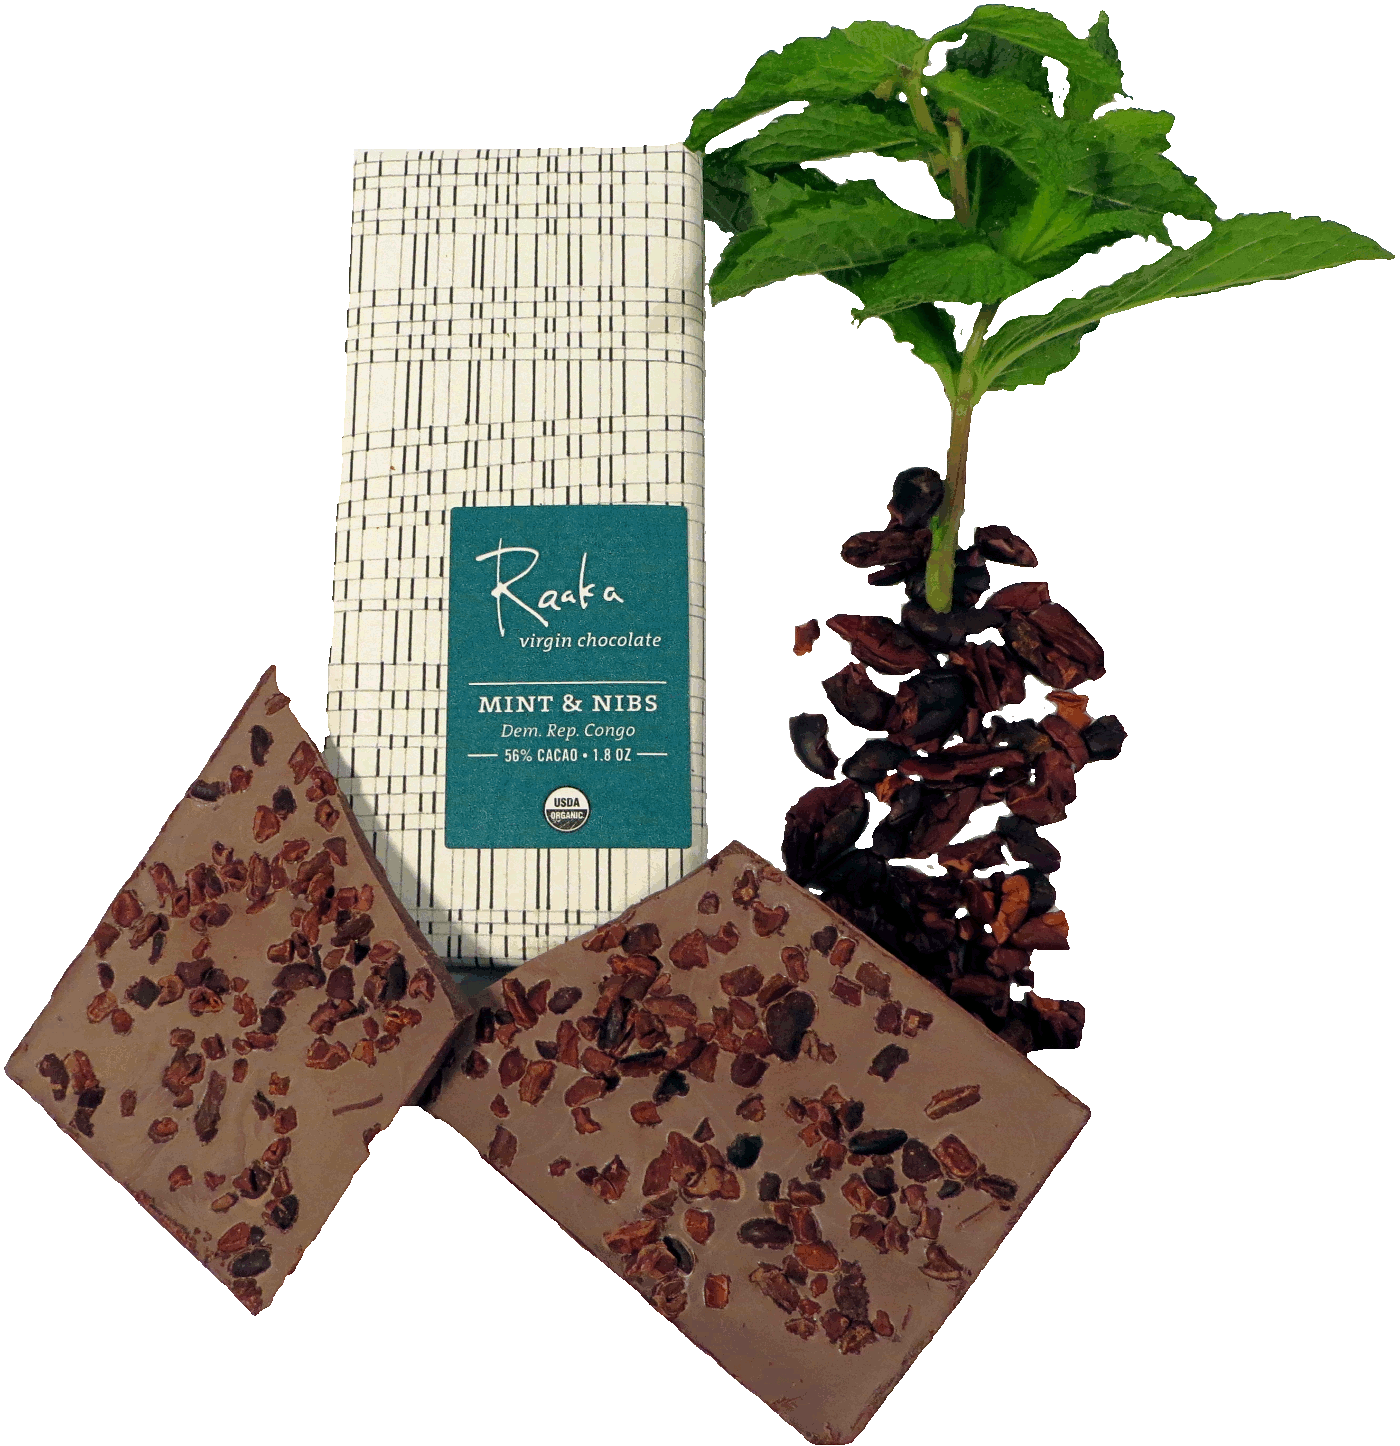 Raaka
virgin chocolate
MINT & NIBS
Dem. Rep. Congo
56% CACAO • 1.8 OZ
USDA
ORGANIC